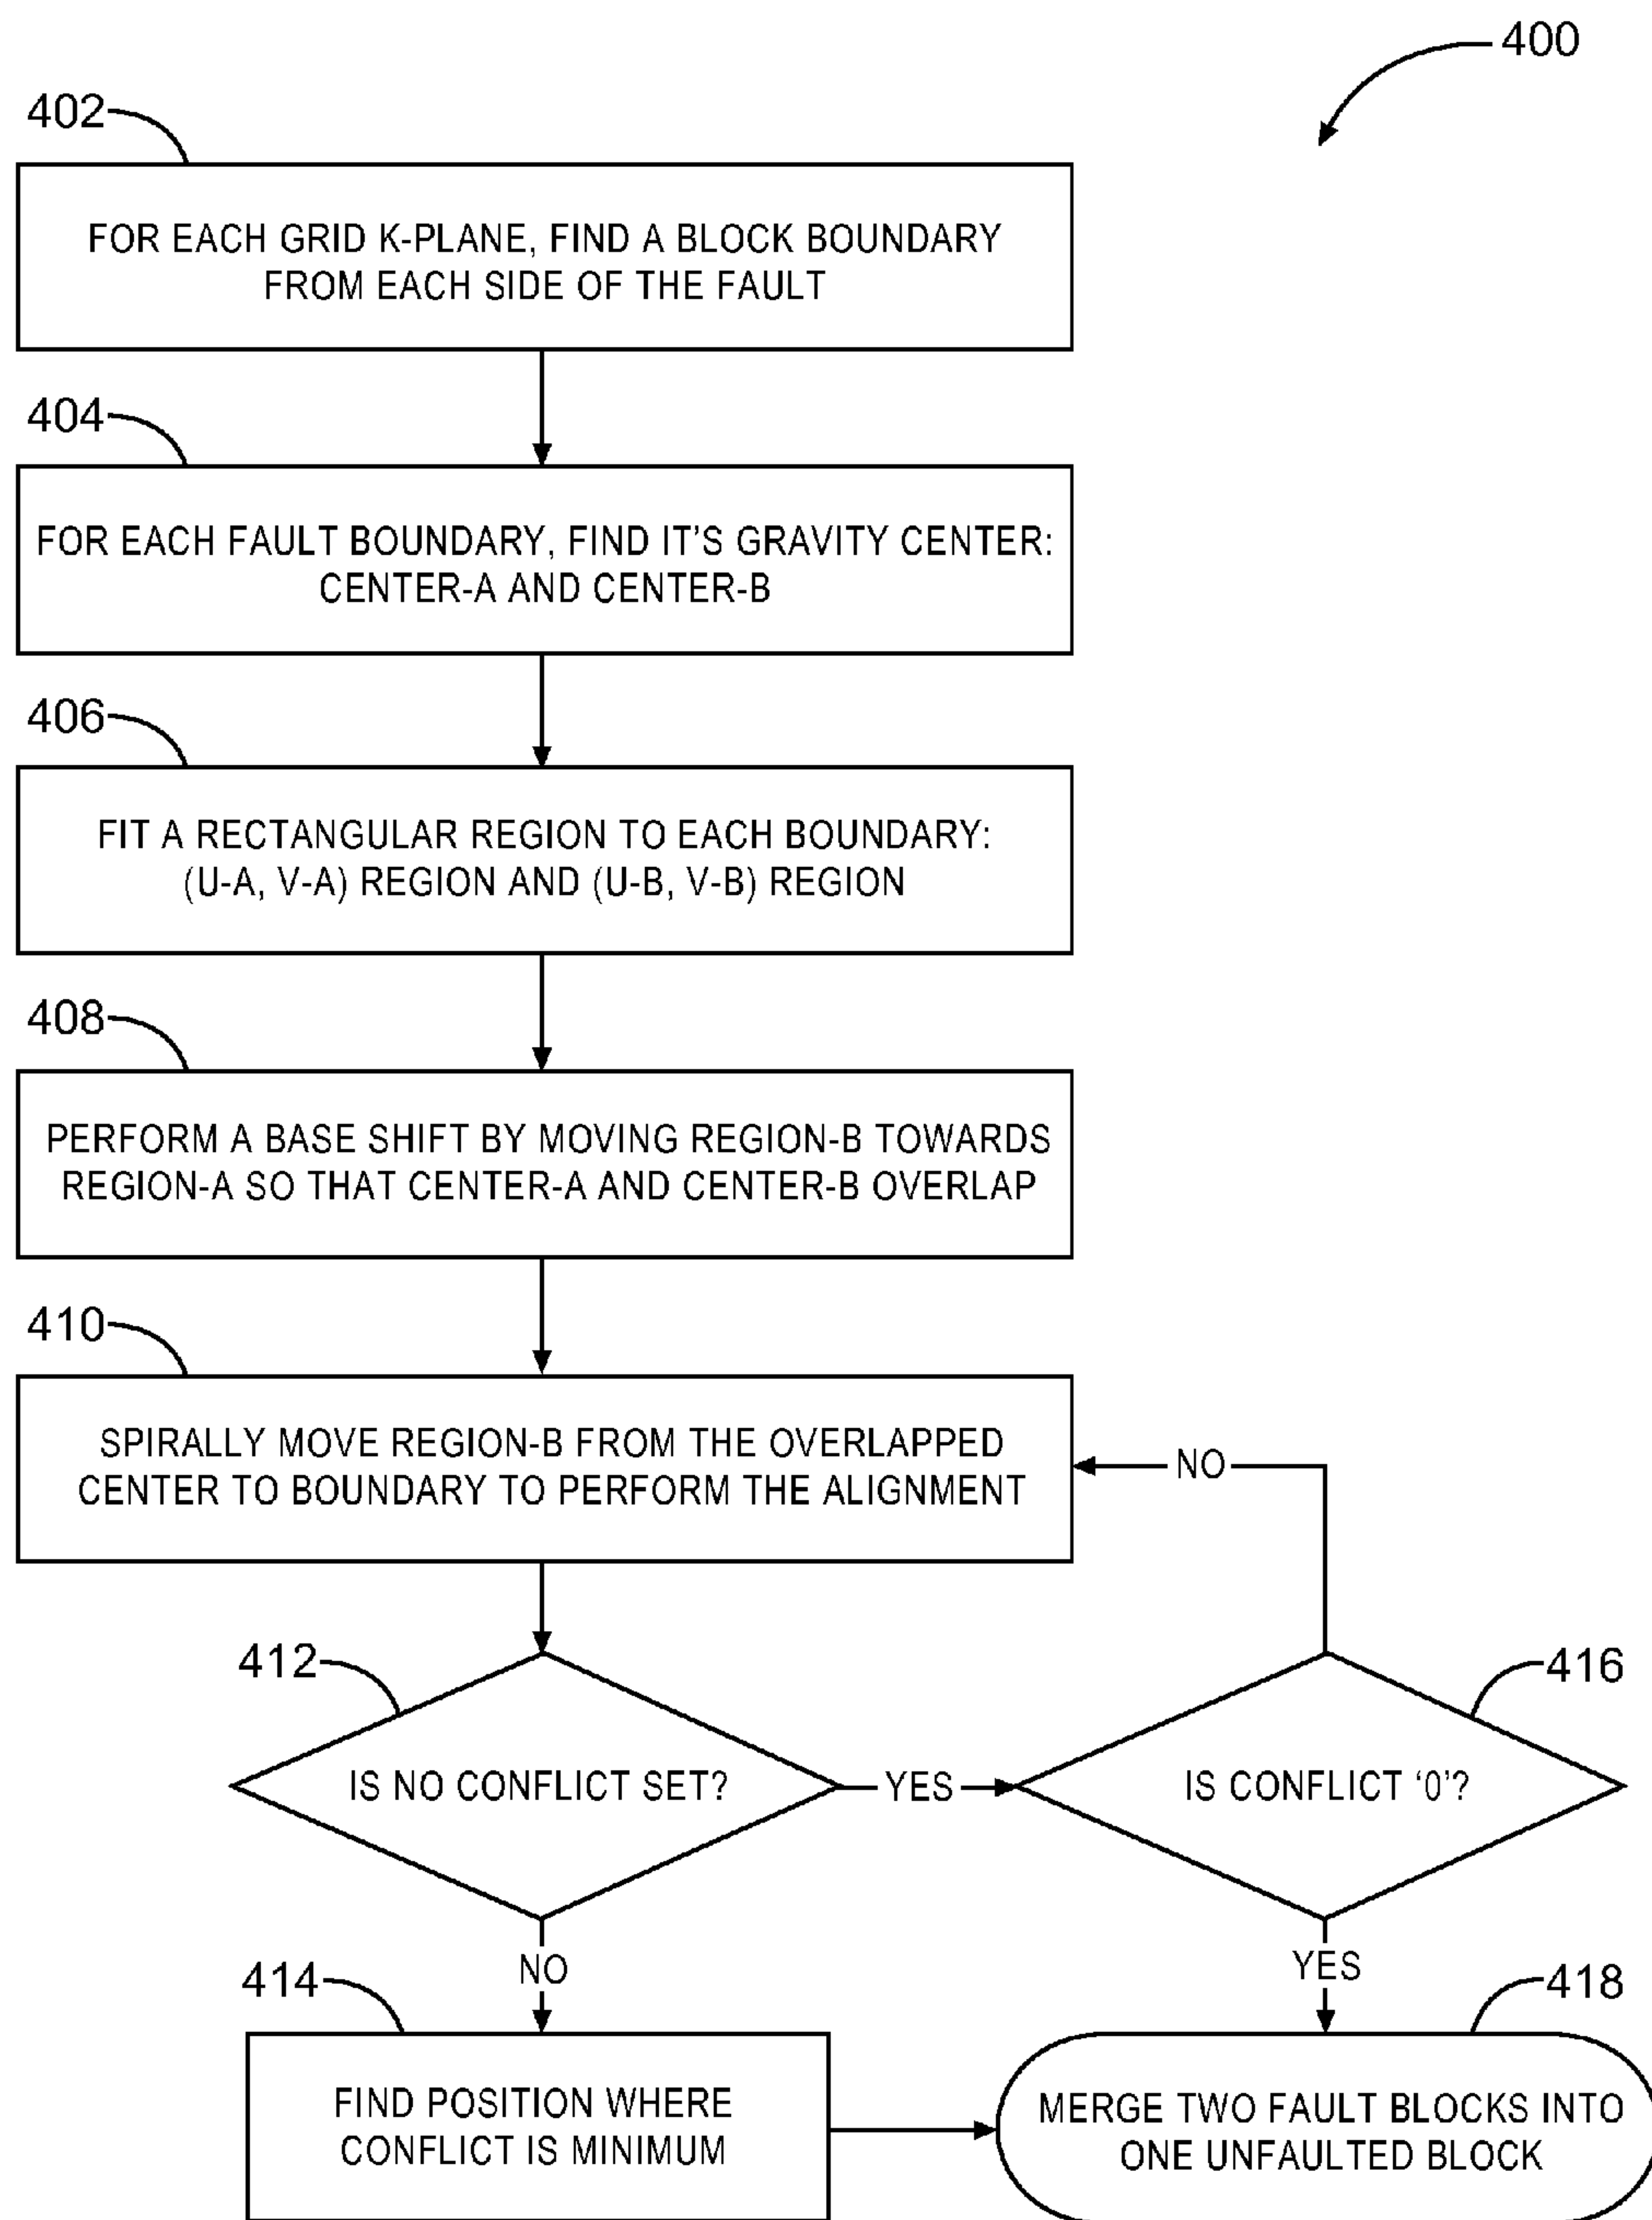 400
402
FOR EACH GRID K-PLANE, FIND A BLOCK BOUNDARY
FROM EACH SIDE OF THE FAULT
404
FOR EACH FAULT BOUNDARY, FIND IT'S GRAVITY CENTER:
CENTER-A AND CENTER-B
406
FIT A RECTANGULAR REGION TO EACH BOUNDARY:
(U-A, V-A) REGION AND (U-B, V-B) REGION
408
PERFORM A BASE SHIFT BY MOVING REGION-B TOWARDS
REGION-A SO THAT CENTER-A AND CENTER-B OVERLAP
410
SPIRALLY MOVE REGION-B FROM THE OVERLAPPED
CENTER TO BOUNDARY TO PERFORM THE ALIGNMENT
NO
412
IS NO CONFLICT SET?
YES
416
IS CONFLICT ‘0’?
NO
YES
414
FIND POSITION WHERE
CONFLICT IS MINIMUM
418
MERGE TWO FAULT BLOCKS INTO
ONE UNFAULTED BLOCK